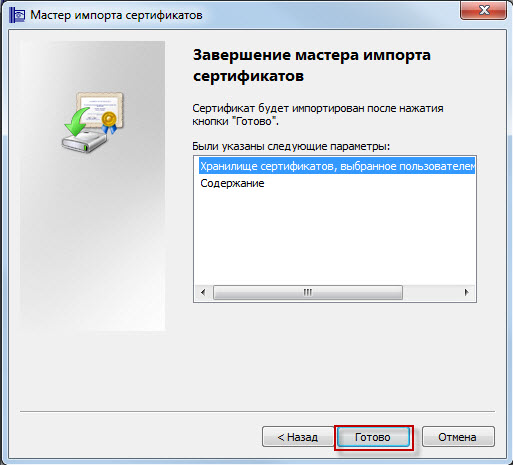 Мастер импорта сертификатов
Завершение мастера импорта
сертификатов
Сертификат будет импортирован после нажатия
кнопки "Готово".
Были указаны следующие параметры:
Хранилище сертификатов, выбранное пользователем
Содержание
< Назад
Готово
Отмена